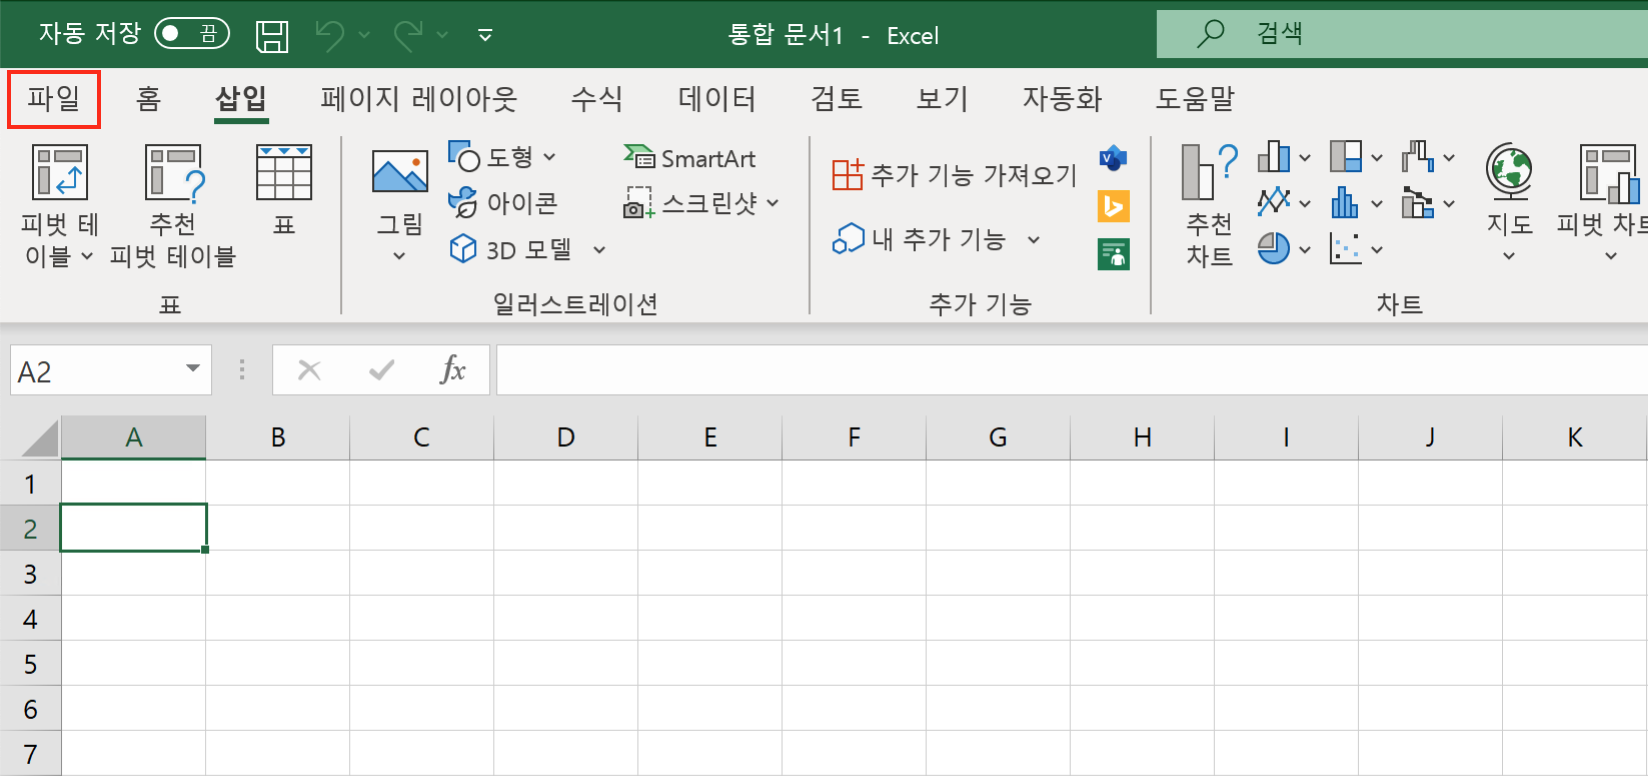 자동 저장 끔 통합 문서1 - Excel 검색
파일 홈 삽입 페이지 레이아웃 수식 데이터 검토 보기 자동화 도움말
피벗 테
이블
추천
피벗 테이블
표
표
그림
도형
아이콘
3D 모델
SmartArt
스크린샷
일러스트레이션
추가 기능 가져오기
내 추가 기능
추가 기능
추천
차트
지도
피벗 차트
차트
A2 fx
A B C D E F G H I J K
1
2
3
4
5
6
7